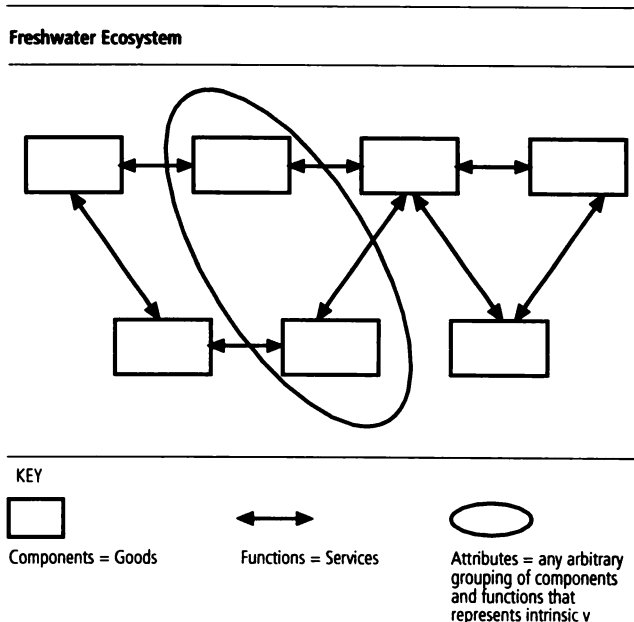 Freshwater Ecosystem
KEY
Components = Goods
Functions = Services
Attributes = any arbitrary
grouping of components
and functions that
represents intrinsic v